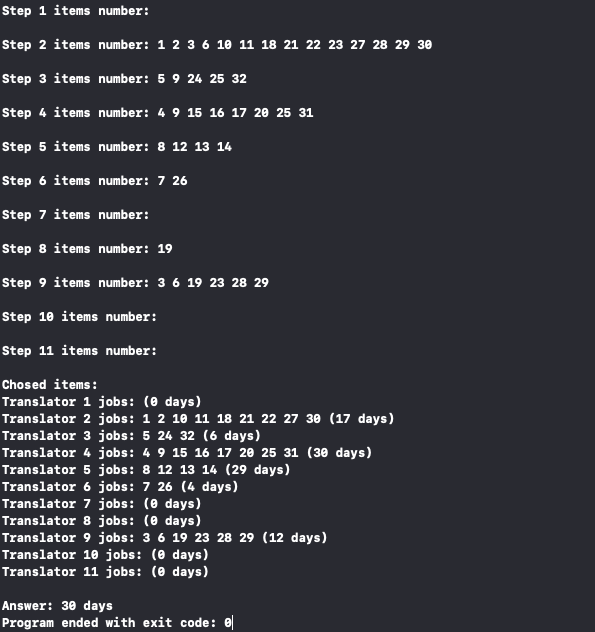 Step 1 items number:
Step 2 items number: 1 2 3 6 10 11 18 21 22 23 27 28 29 30
Step 3 items number: 5 9 24 25 32
Step 4 items number: 4 9 15 16 17 20 25 31
Step 5 items number: 8 12 13 14
Step 6 items number: 7 26
Step 7 items number:
Step 8 items number: 19
Step 9 items number: 3 6 19 23 28 29
Step 10 items number:
Step 11 items number:
Chosed items:
Translator 1 jobs: (0 days)
Translator 2 jobs: 1 2 10 11 18 21 22 27 30 (17 days)
Translator 3 jobs: 5 24 32 (6 days)
Translator 4 jobs: 4 9 15 16 17 20 25 31 (30 days)
Translator 5 jobs: 8 12 13 14 (29 days)
Translator 6 jobs: 7 26 (4 days)
Translator 7 jobs: (0 days)
Translator 8 jobs: (0 days)
Translator 9 jobs: 3 6 19 23 28 29 (12 days)
Translator 10 jobs: (0 days)
Translator 11 jobs: (0 days)
Answer: 30 days
Program ended with exit code: 0